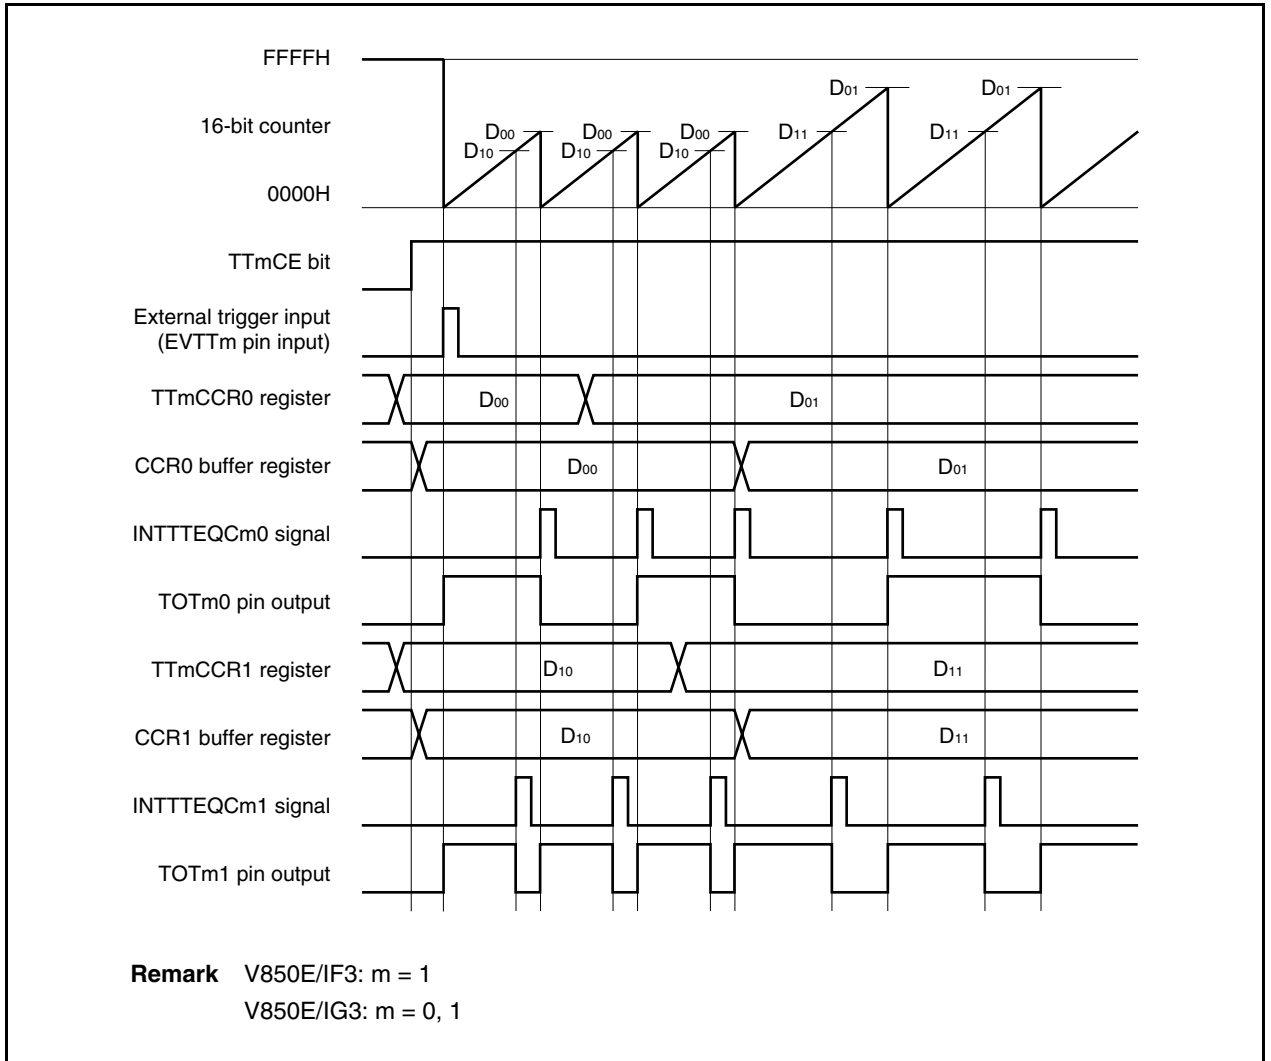 FFFFH
D01 D01
16-bit counter
D00 D00 D00 D11 D11
D10 D10 D10
0000H
TTmCE bit
External trigger input
(EVTTm pin input)
TTmCCR0 register D00 D01
CCR0 buffer register D00 D01
INTTTEQCm0 signal
TOTm0 pin output
TTmCCR1 register D10 D11
CCR1 buffer register D10 D11
INTTTEQCm1 signal
TOTm1 pin output
Remark V850E/IF3: m = 1
V850E/IG3: m = 0, 1